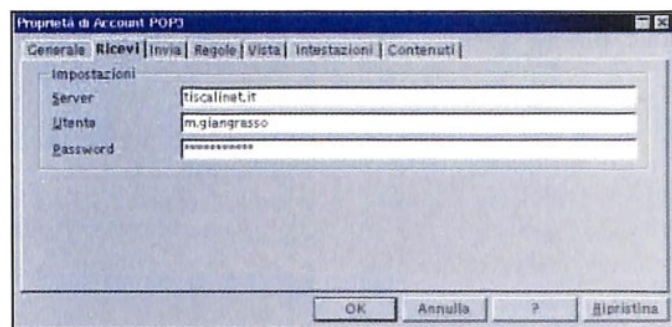 Proprietà di Account POP3
Generale Ricevi Invia Regole Vista Intestazioni Contenuti
Impostazioni
Server tiscalinet.it
Utente m.giangrasso
Password ***********
OK Annulla ? Ripristina